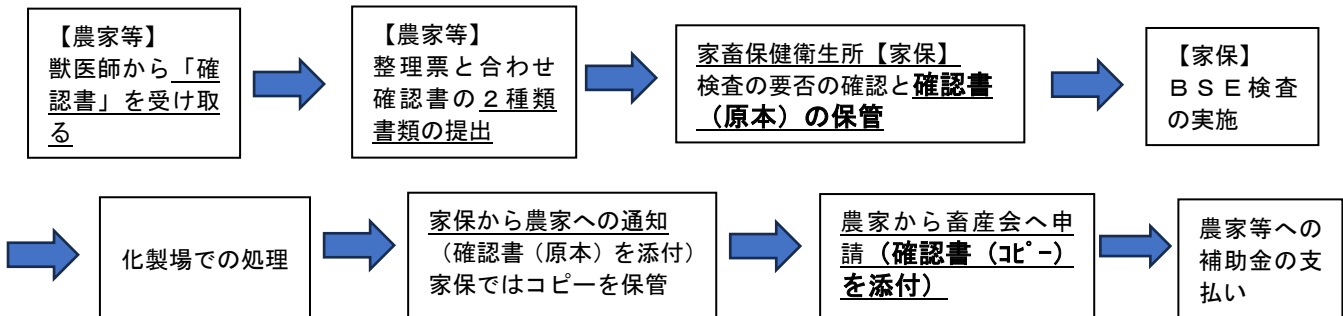 【農家等】
獣医師から「確
認書」を受け取
る
【農家等】
整理票と合わせ
確認書の２種類
書類の提出
家畜保健衛生所【家保】
検査の要否の確認と確認書
（原本）の保管
【家保】
ＢＳＥ検査
の実施
化製場での処理
家保から農家への通知
（確認書（原本）を添付）
家保ではコピーを保管
農家から畜産会へ申
請（確認書（ｺﾋﾟｰ）
を添付）
農家等への
補助金の支
払い